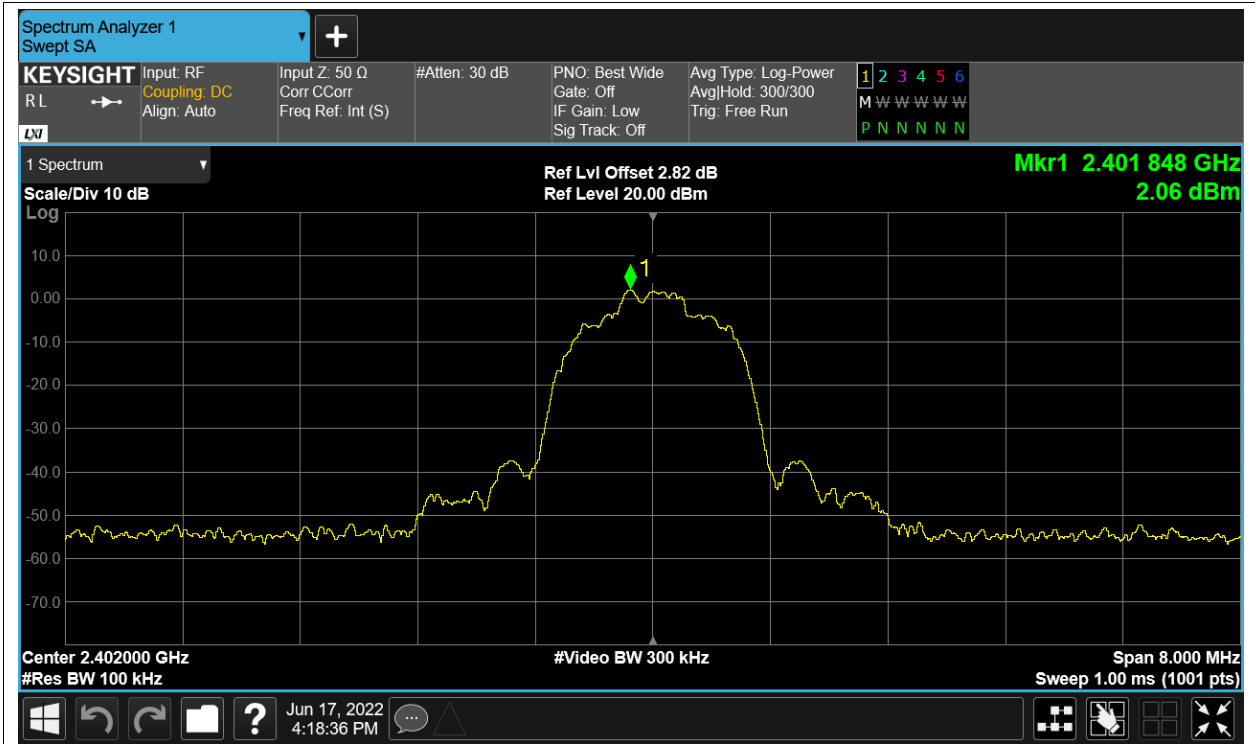 Spectrum Analyzer 1
Swept SA
+
KEYSIGHT
R L
LXI
Input: RF
Coupling: DC
Align: Auto
Input Z: 50 Ω
Corr CCorr
Freq Ref: Int (S)
#Atten: 30 dB
PNO: Best Wide
Gate: Off
IF Gain: Low
Sig Track: Off
Avg Type: Log-Power
Avg|Hold: 300/300
Trig: Free Run
1 2 3 4 5 6
M W W W W W
P N N N N N
1 Spectrum
Scale/Div 10 dB
Log
Ref Lvl Offset 2.82 dB
Ref Level 20.00 dBm
Mkr1 2.401 848 GHz
2.06 dBm
1
10.0
0.00
-10.0
-20.0
-30.0
-40.0
-50.0
-60.0
-70.0
Center 2.402000 GHz
#Res BW 100 kHz
#Video BW 300 kHz
Span 8.000 MHz
Sweep 1.00 ms (1001 pts)
?
Jun 17, 2022
4:18:36 PM